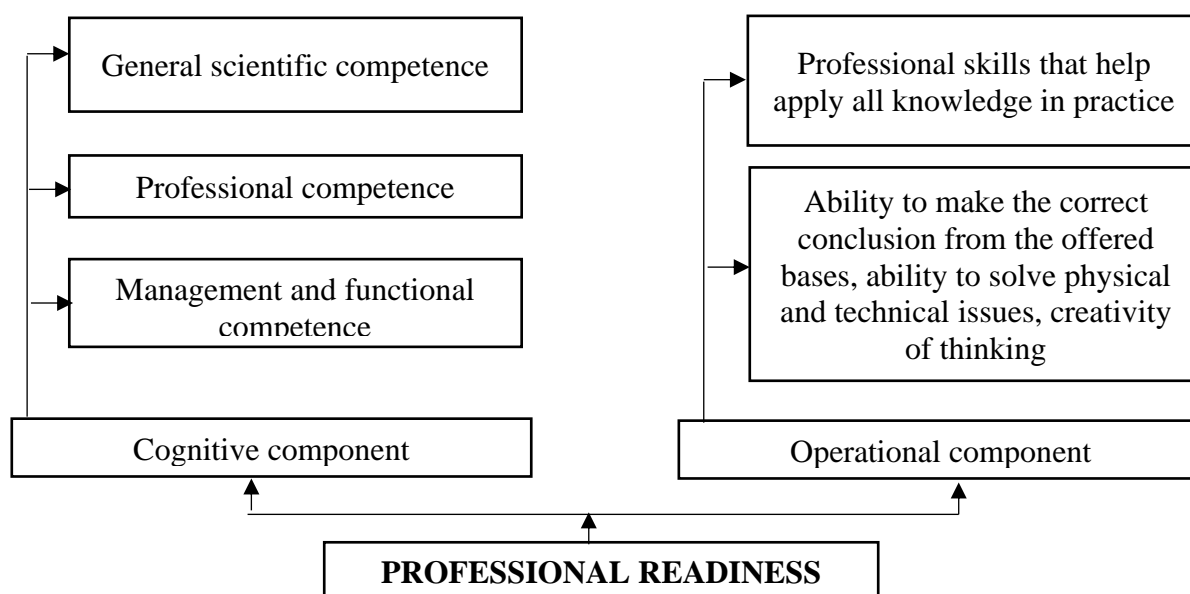 General scientific competence
Professional competence
Management and functional
competence
Cognitive component
Professional skills that help
apply all knowledge in practice
Ability to make the correct
conclusion from the offered
bases, ability to solve physical
and technical issues, creativity
of thinking
Operational component
PROFESSIONAL READINESS